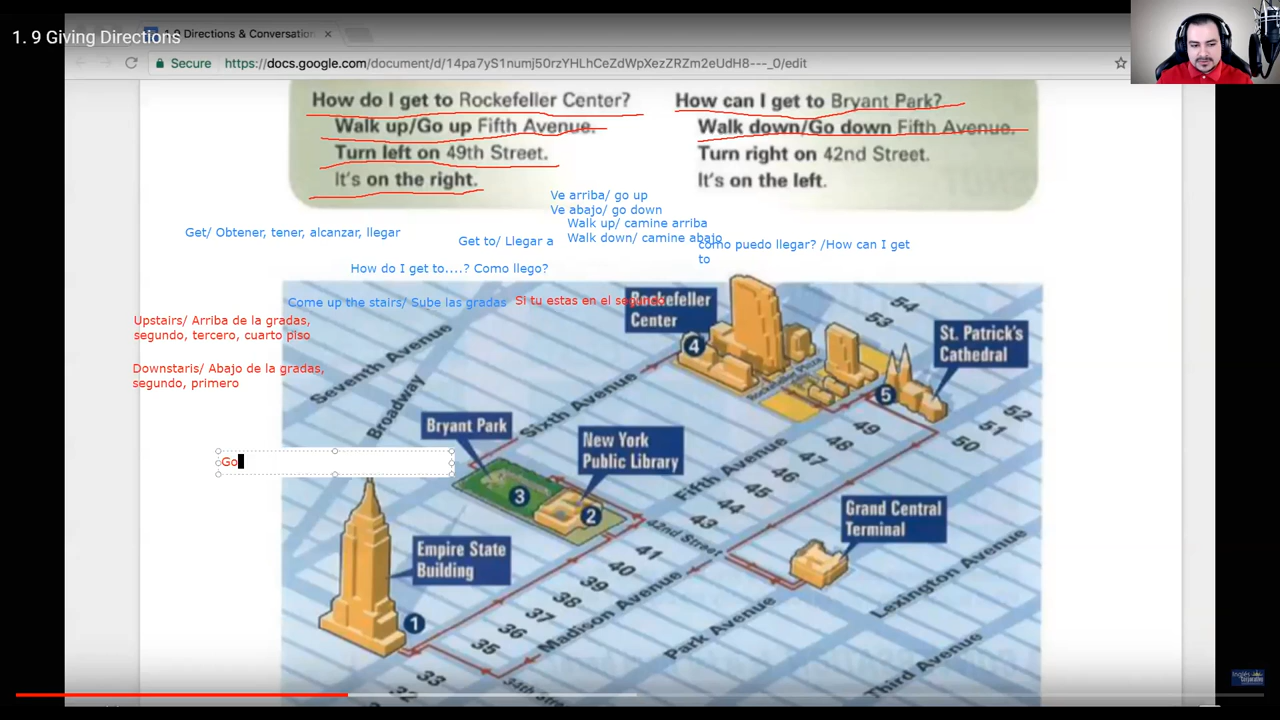 1. 9 Giving Directions
1.9 Directions & Conversation
Secure
https://docs.google.com/document/d/14pa7yS1numj50rzYHLhCeZdWpXezZRZm2eUdH8---_0/edit
How do I get to Rockefeller Center?
Walk up/Go up Fifth Avenue.
Turn left on 49th Street.
It's on the right.
How can I get to Bryant Park?
Walk down/Go down Fifth Avenue.
Turn right on 42nd Street.
It's on the left.
Ve arriba/ go up
Ve abajo/ go down
Walk up/ camine arriba
Walk down/ camine abajo
Get/ Obtener, tener, alcanzar, llegar
Get to/ Llegar a
como puedo llegar? /How can I get
to
How do I get to....? Como llego?
Come up the stairs/ Sube las gradas
Si tu estas en el segundo
Upstairs/ Arriba de la gradas,
segundo, tercero, cuarto piso
Downstaris/ Abajo de la gradas,
segundo, primero
Go
Rockefeller
Center
4
Rockefeller Plaza
St. Patrick's
Cathedral
5
Seventh Avenue
Broadway
Sixth Avenue
Bryant Park
3
New York
Public Library
2
Fifth Avenue
42nd Street
Grand Central
Terminal
Empire State
Building
1
Madison Avenue
Park Avenue
Lexington Avenue
Third Avenue
54
53
52
51
50
49
48
47
46
45
44
43
41
40
39
38
37
36
35
34th
33
32
Inglés
Corporativo